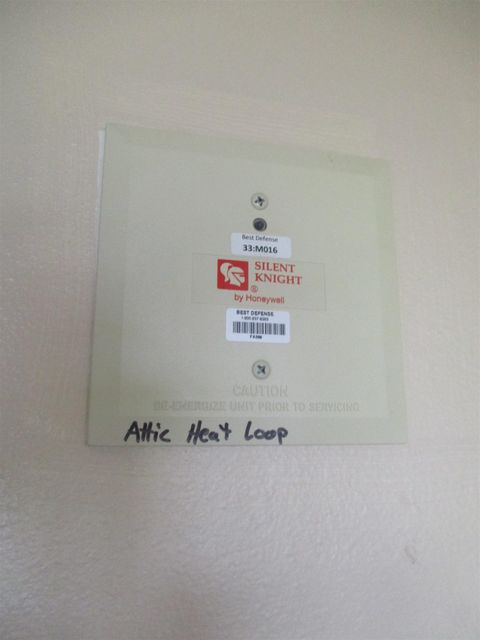 Best Defense
33:M016
SILENT
KNIGHT
®
by Honeywell
BEST DEFENSE
CAUTION
DE-ENERGIZE UNIT PRIOR TO SERVICING
Attic Heat Loop